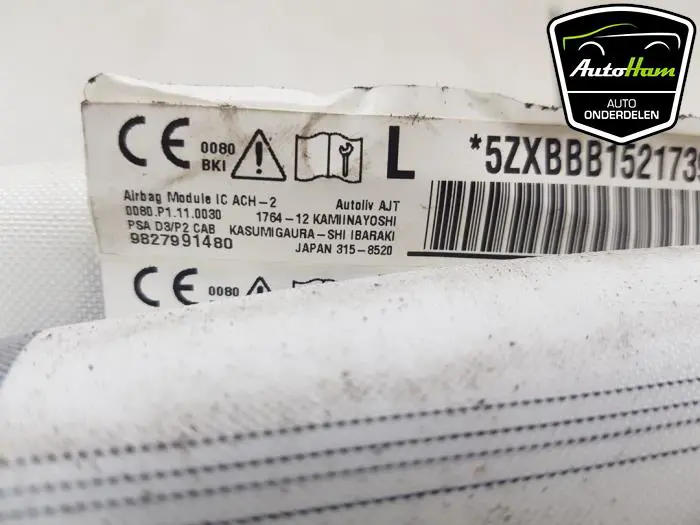 AutoHam
AUTO
ONDERDELEN
CE 0080
BKI
L
*5ZXBBB152173
Airbag Module IC ACH-2
0080.P1.11.0030
PSA D3/P2 CAB
9827991480
Autoliv AJT
1764-12 KAMIINAYOSHI
KASUMIGAURA-SHI IBARAKI
JAPAN 315-8520
CE 0080